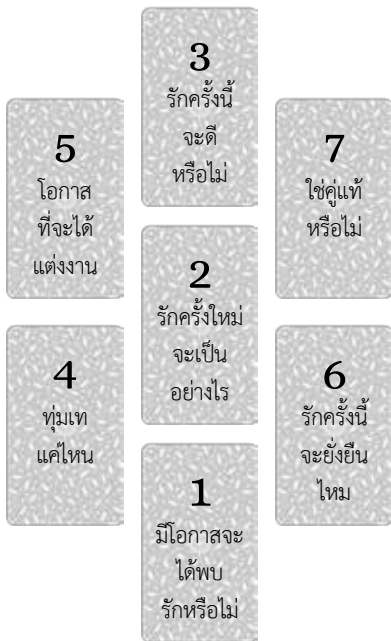 3
รักครั้งนี้
จะดี
หรือไม่
5
โอกาส
ที่จะได้
แต่งงาน
7
ใช่คู่แท้
หรือไม่
2
รักครั้งใหม่
จะเป็น
อย่างไร
4
ทุ่มเท
แค่ไหน
6
รักครั้งนี้
จะยั่งยืน
ไหม
1
มีโอกาสจะ
ได้พบ
รักหรือไม่